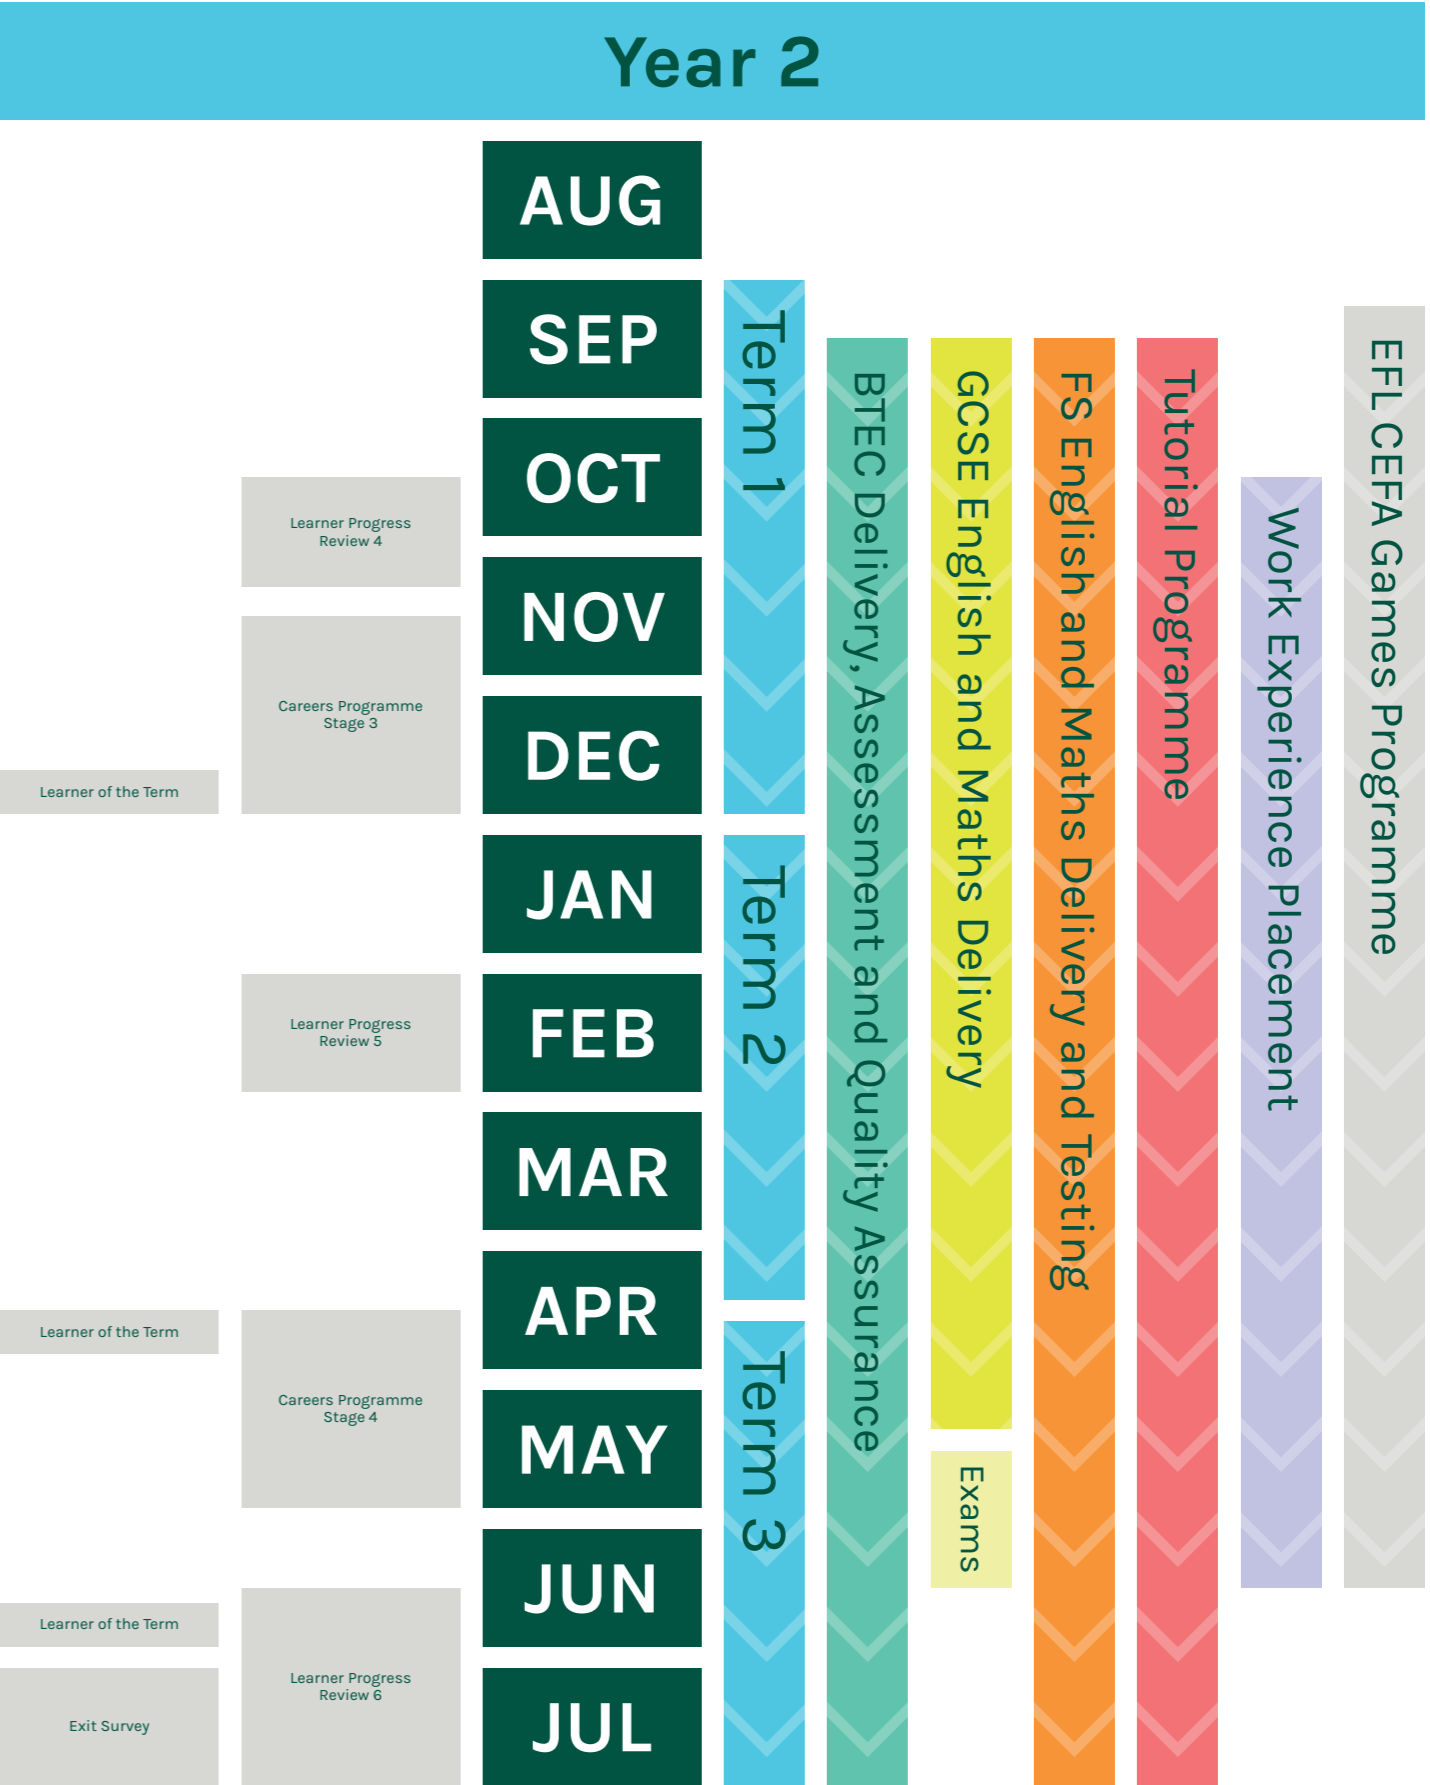 Year 2
AUG
SEP
OCT
NOV
DEC
JAN
FEB
MAR
APR
MAY
JUN
JUL
Learner Progress
Review 4
Careers Programme
Stage 3
Learner of the Term
Learner Progress
Review 5
Learner of the Term
Careers Programme
Stage 4
Learner of the Term
Learner Progress
Review 6
Exit Survey
Term 1
Term 2
Term 3
BTEC Delivery, Assessment and Quality Assurance
GCSE English and Maths Delivery
Exams
FS English and Maths Delivery and Testing
Tutorial Programme
Work Experience Placement
EFL CEFA Games Programme